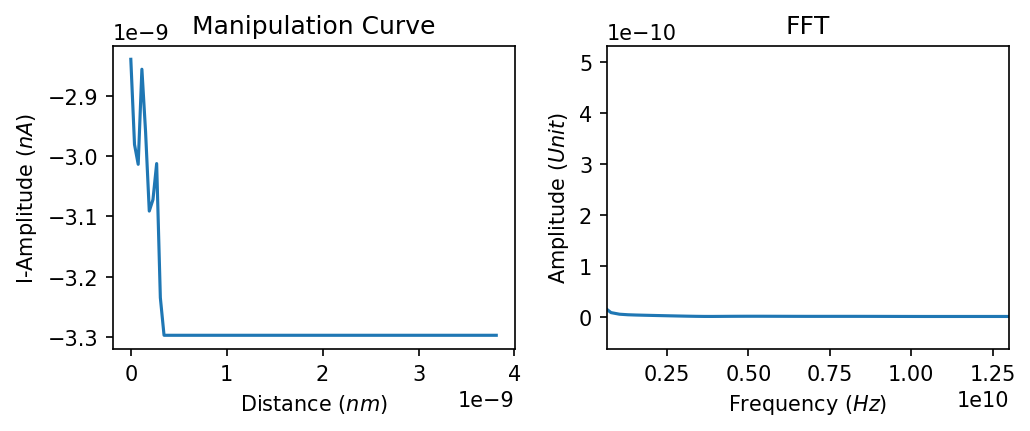 Manipulation Curve
1e−9
I-Amplitude (nA)
−2.9
−3.0
−3.1
−3.2
−3.3
0
1
2
3
4
Distance (nm)
1e−9
FFT
1e−10
Amplitude (Unit)
5
4
3
2
1
0
0.25
0.50
0.75
1.00
1.25
Frequency (Hz)
1e10